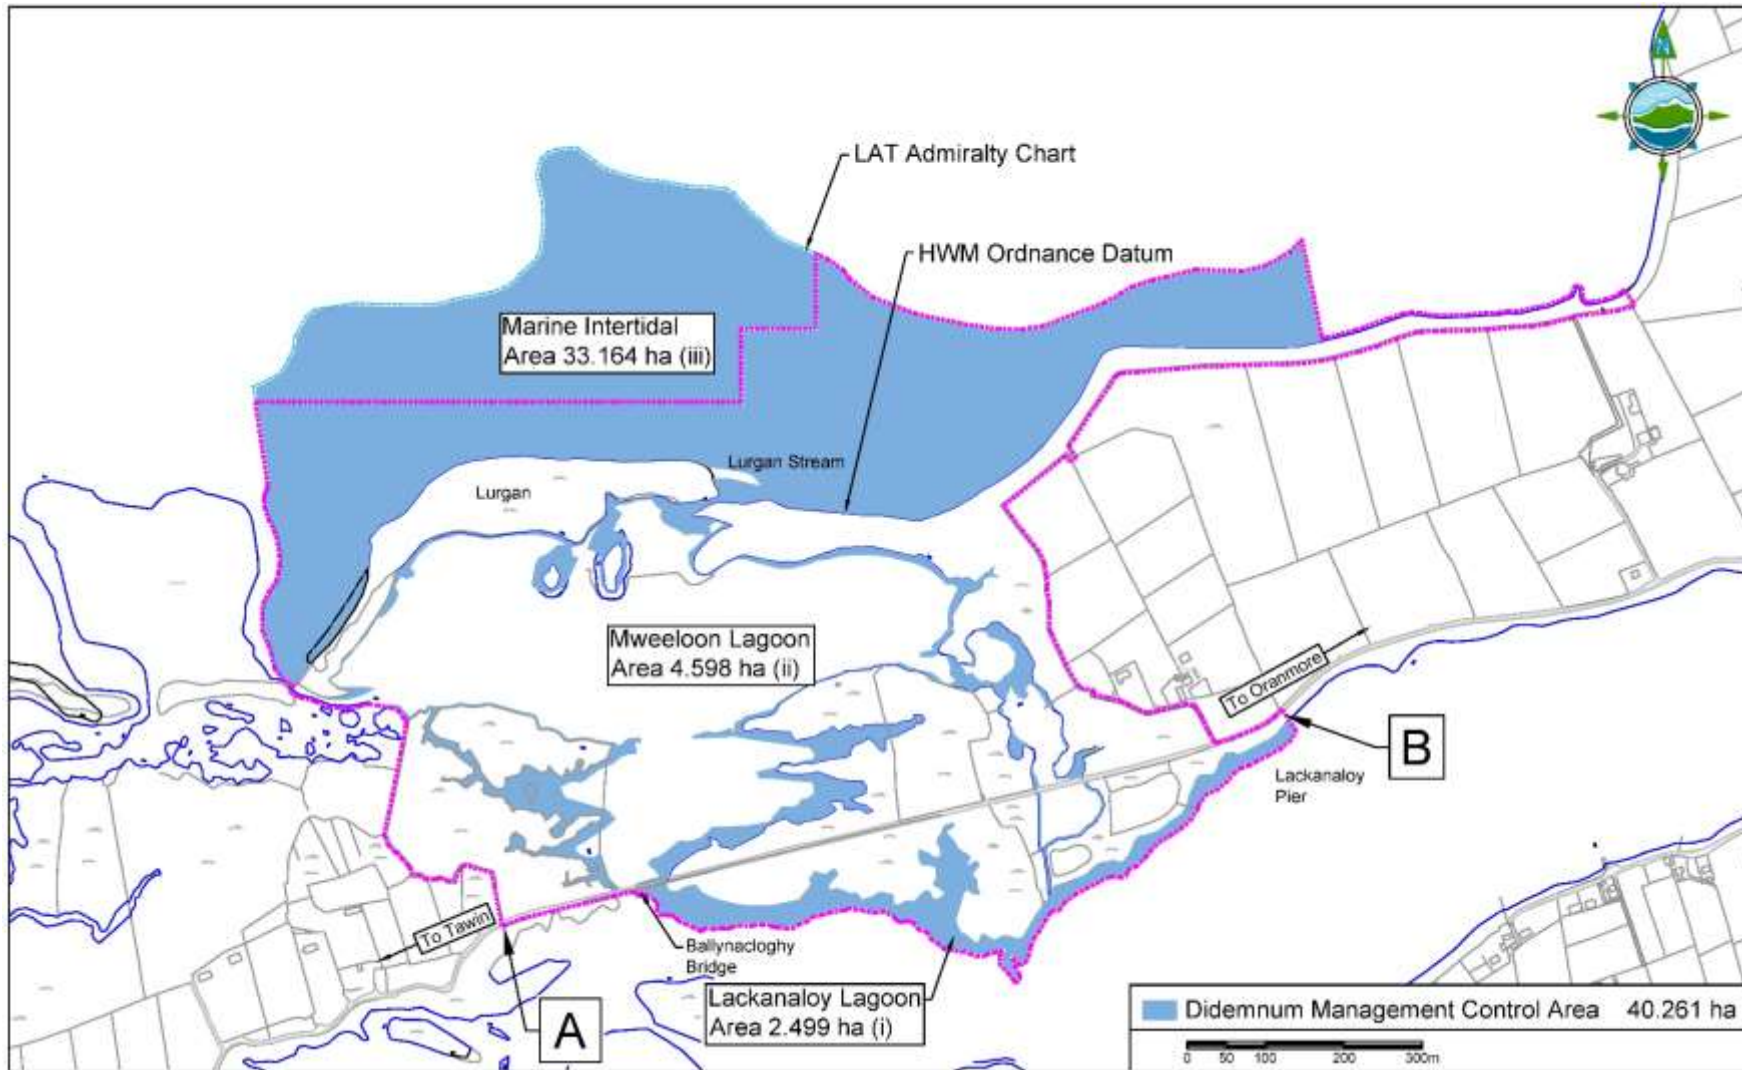 N
LAT Admiralty Chart
HWM Ordnance Datum
Marine Intertidal
Area 33.164 ha (iii)
Lurgan Stream
Lurgan
Mweeloon Lagoon
Area 4.598 ha (ii)
To Oranmore
B
Lackanaloy
Pier
To Tawin
Ballynacloghy
Bridge
Lackanaloy Lagoon
Area 2.499 ha (i)
A
Didemnum Management Control Area 40.261 ha
0 50 100 200 300m